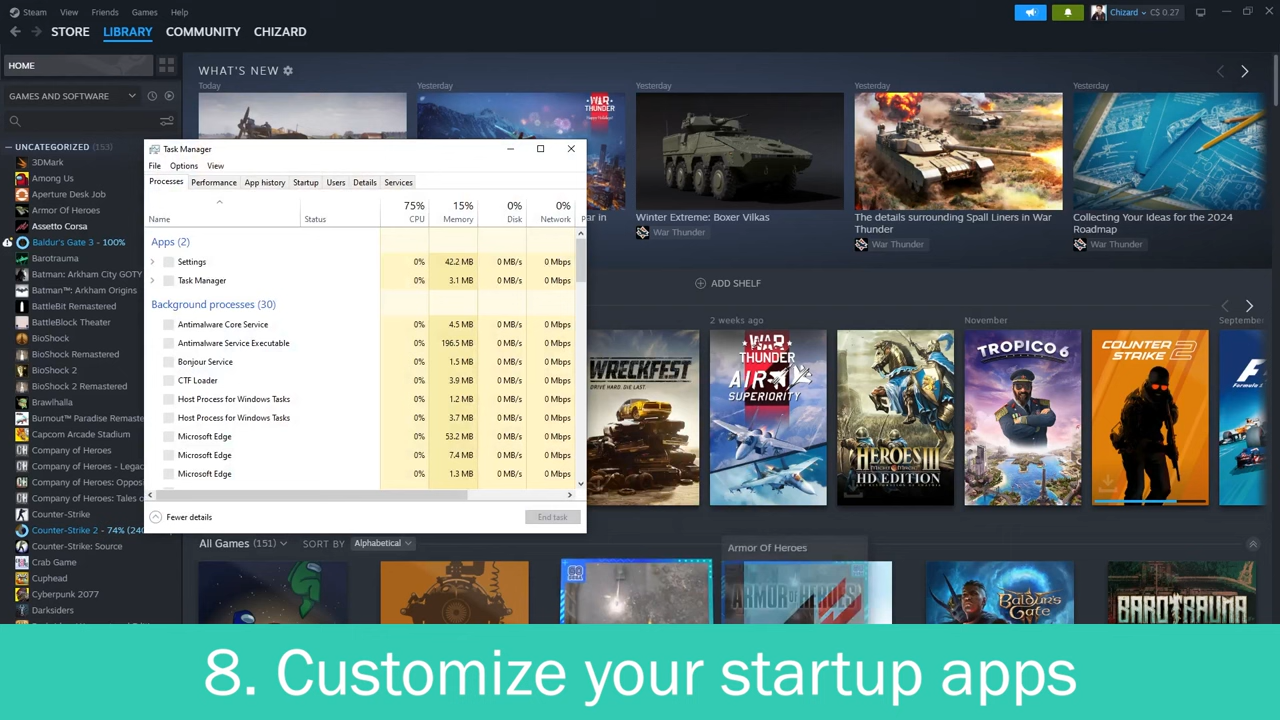 Steam View Friends Games Help
Chizard C$ 0.27
STORE LIBRARY COMMUNITY CHIZARD
HOME
GAMES AND SOFTWARE
UNCATEGORIZED (153)
3DMark
Among Us
Aperture Desk Job
Armor Of Heroes
Assetto Corsa
Baldur's Gate 3 - 100%
Barotrauma
Batman: Arkham City GOTY
Batman™: Arkham Origins
BattleBit Remastered
BattleBlock Theater
BioShock
BioShock Remastered
BioShock 2
BioShock 2 Remastered
Brawlhalla
Burnout™ Paradise Remaste
Capcom Arcade Stadium
Company of Heroes
Company of Heroes - Legac
Company of Heroes: Oppos
Company of Heroes: Tales o
Counter-Strike
Counter-Strike 2 - 74% (240
Counter-Strike: Source
Crab Game
Cuphead
Cyberpunk 2077
Darksiders
WHAT'S NEW
Today
Yesterday
Yesterday
Yesterday
Yesterday
WAR THUNDER
Winter Extreme: Boxer Vilkas
War Thunder
The details surrounding Spall Liners in War Thunder
War Thunder
Collecting Your Ideas for the 2024 Roadmap
War Thunder
ar in
Task Manager
File Options View
Processes Performance App history Startup Users Details Services
75% 15% 0% 0%
Name Status CPU Memory Disk Network P
Apps (2)
Settings 0% 42.2 MB 0 MB/s 0 Mbps
Task Manager 0% 3.1 MB 0 MB/s 0 Mbps
Background processes (30)
Antimalware Core Service 0% 4.5 MB 0 MB/s 0 Mbps
Antimalware Service Executable 0% 196.5 MB 0 MB/s 0 Mbps
Bonjour Service 0% 1.5 MB 0 MB/s 0 Mbps
CTF Loader 0% 3.9 MB 0 MB/s 0 Mbps
Host Process for Windows Tasks 0% 1.2 MB 0 MB/s 0 Mbps
Host Process for Windows Tasks 0% 3.7 MB 0 MB/s 0 Mbps
Microsoft Edge 0% 53.2 MB 0 MB/s 0 Mbps
Microsoft Edge 0% 7.4 MB 0 MB/s 0 Mbps
Microsoft Edge 0% 1.3 MB 0 MB/s 0 Mbps
Fewer details End task
ADD SHELF
2 weeks ago
November
September
WRECKFEST
DRIVE HARD. DIE LAST.
WAR THUNDER
AIR SUPERIORITY
HEROES III
HD EDITION
TROPICO 6
COUNTER STRIKE 2
All Games (151) SORT BY Alphabetical
Armor Of Heroes
ARMOR OF HEROES
BALDUR'S GATE
BAROTRAUMA
8. Customize your startup apps